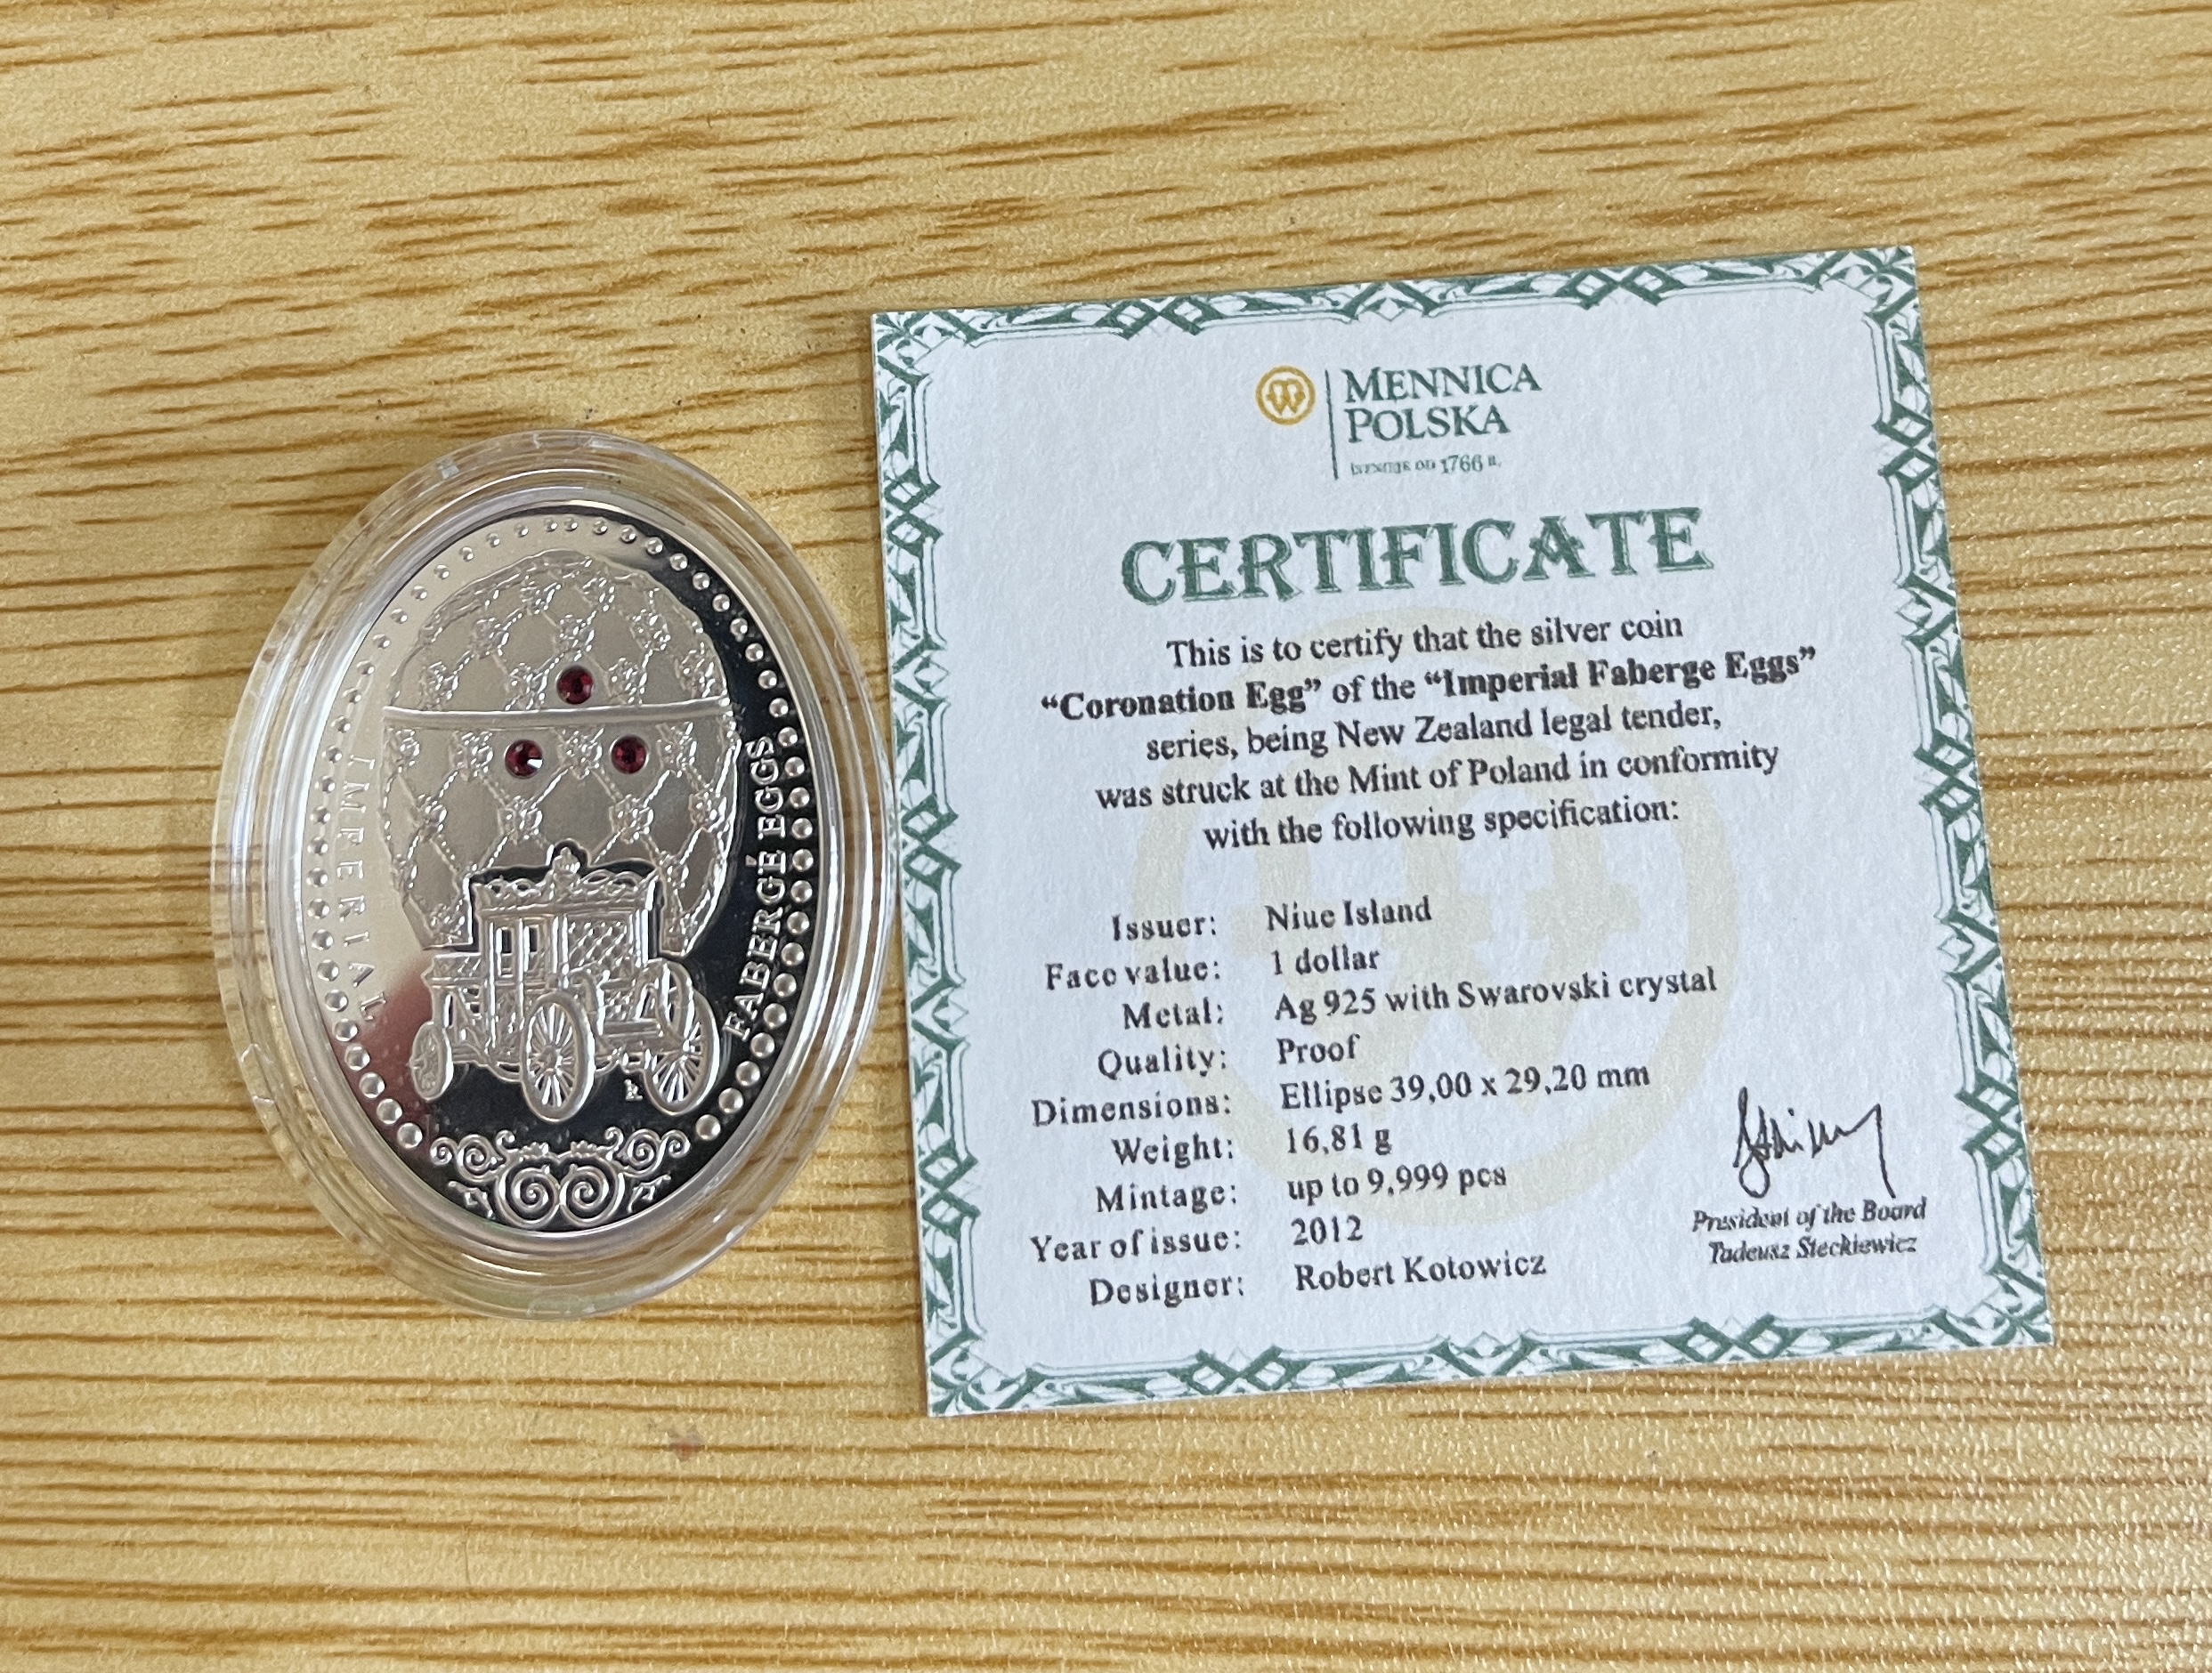 IMPERIAL
FABERGÉ EGGS
MENNICA
POLSKA
ISTNIEJE OD 1766 R.
CERTIFICATE
This is to certify that the silver coin
“Coronation Egg” of the “Imperial Faberge Eggs”
series, being New Zealand legal tender,
was struck at the Mint of Poland in conformity
with the following specification:
Issuer: Niue Island
Face value: 1 dollar
Metal: Ag 925 with Swarovski crystal
Quality: Proof
Dimensions: Ellipse 39,00 x 29,20 mm
Weight: 16,81 g
Mintage: up to 9,999 pcs
Year of issue: 2012
Designer: Robert Kotowicz
President of the Board
Tadeusz Steckiewicz